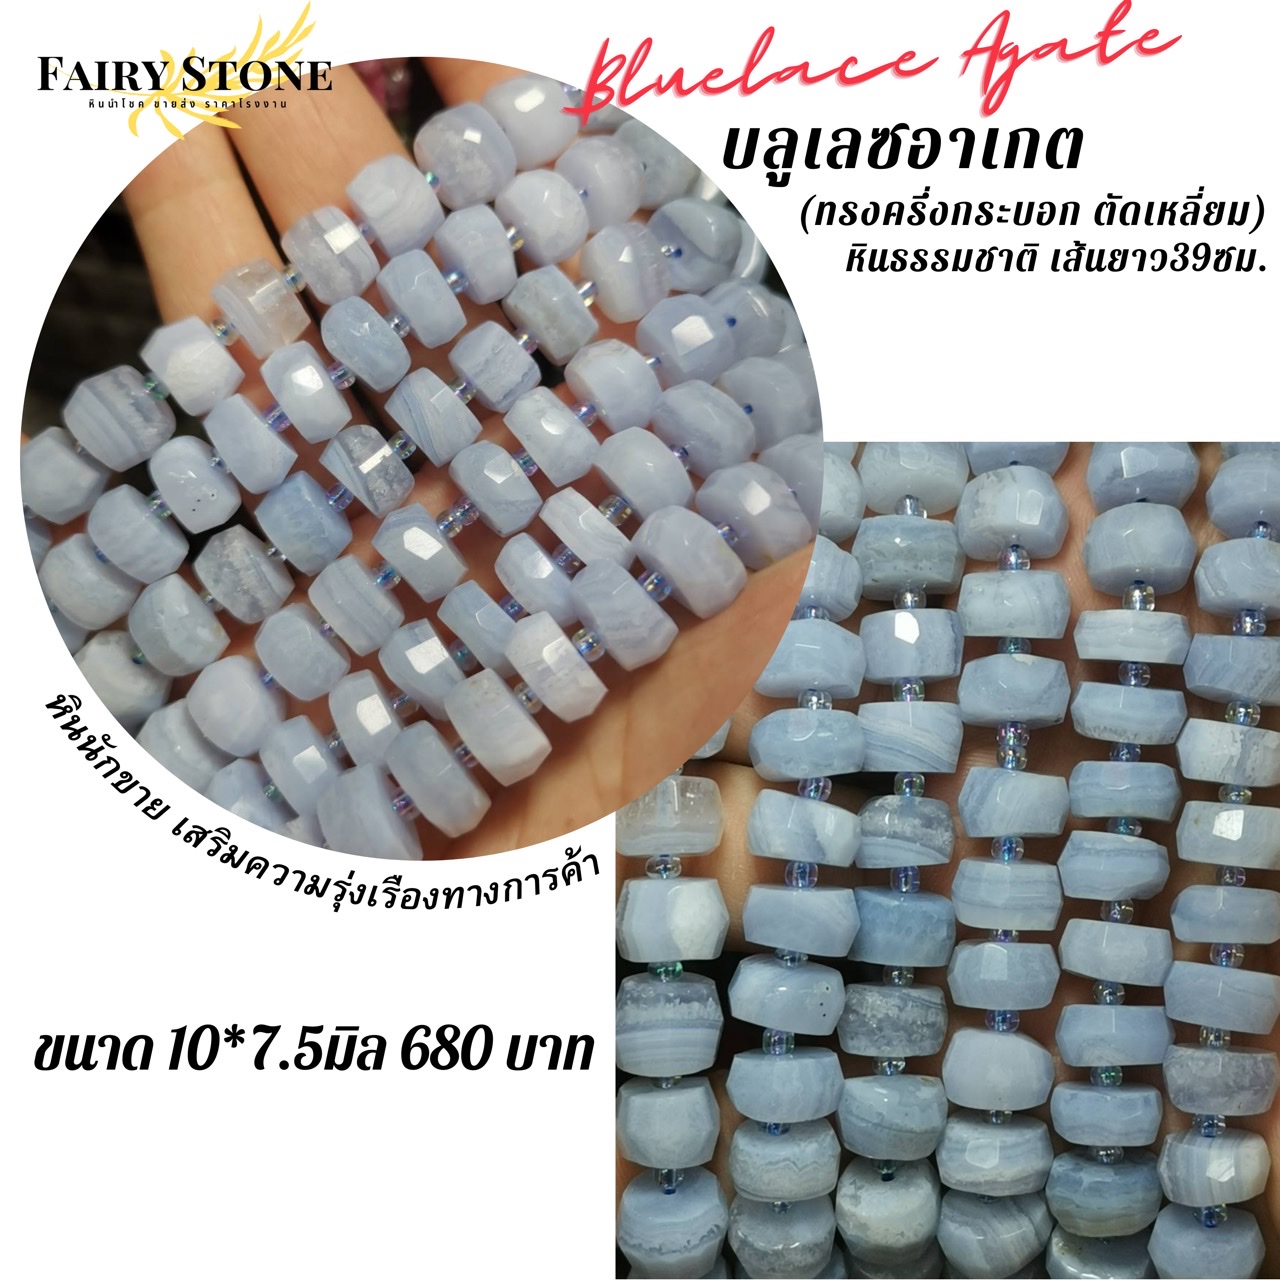 FAIRY STONE
หินนำโชค ขายส่ง ราคาโรงงาน
Bluelace Agate
บลูเลซอาเกต
(ทรงครึ่งกระบอก ตัดเหลี่ยม)
หินธรรมชาติ เส้นยาว39ซม.
หินนักขาย เสริมความรุ่งเรืองทางการค้า
ขนาด 10*7.5มิล 680 บาท